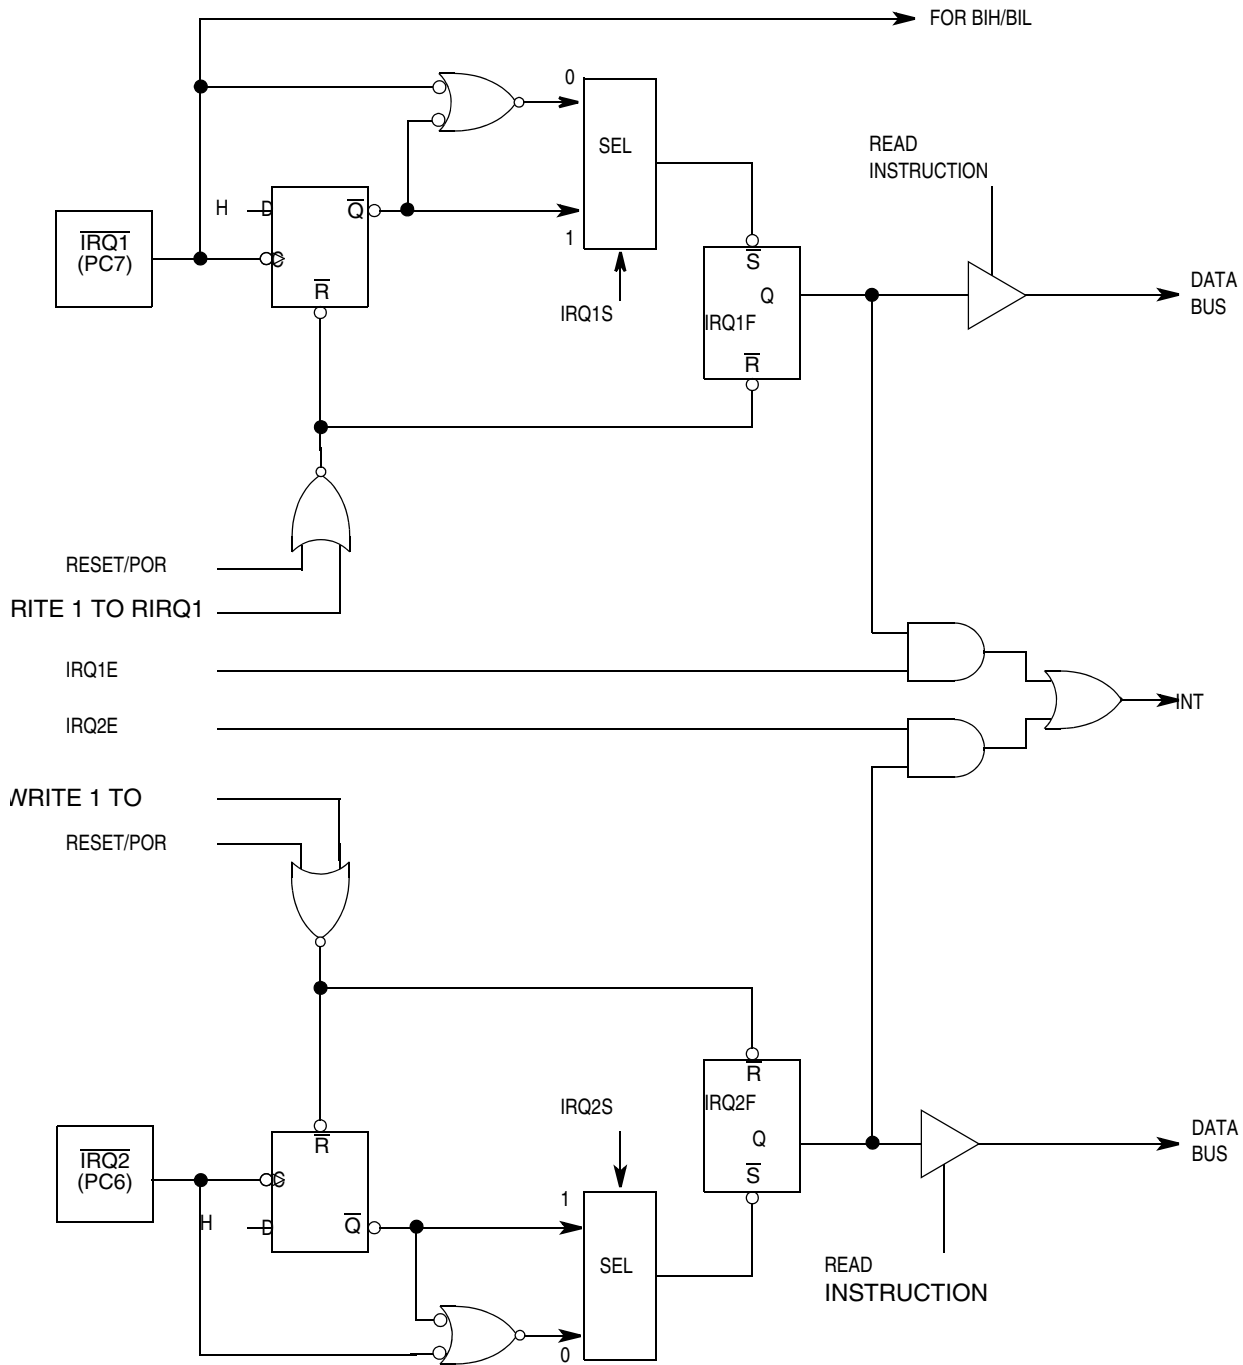 FOR BIH/BIL
0
SEL
READ
INSTRUCTION
H
D
Q
IRQ1
(PC7)
C
1
S
R
IRQ1S
Q
IRQ1F
DATA
BUS
R
RESET/POR
RITE 1 TO RIRQ1
IRQ1E
INT
IRQ2E
WRITE 1 TO
RESET/POR
R
IRQ2S
IRQ2F
R
Q
DATA
BUS
IRQ2
(PC6)
C
S
H
D
Q
1
SEL
READ
INSTRUCTION
0